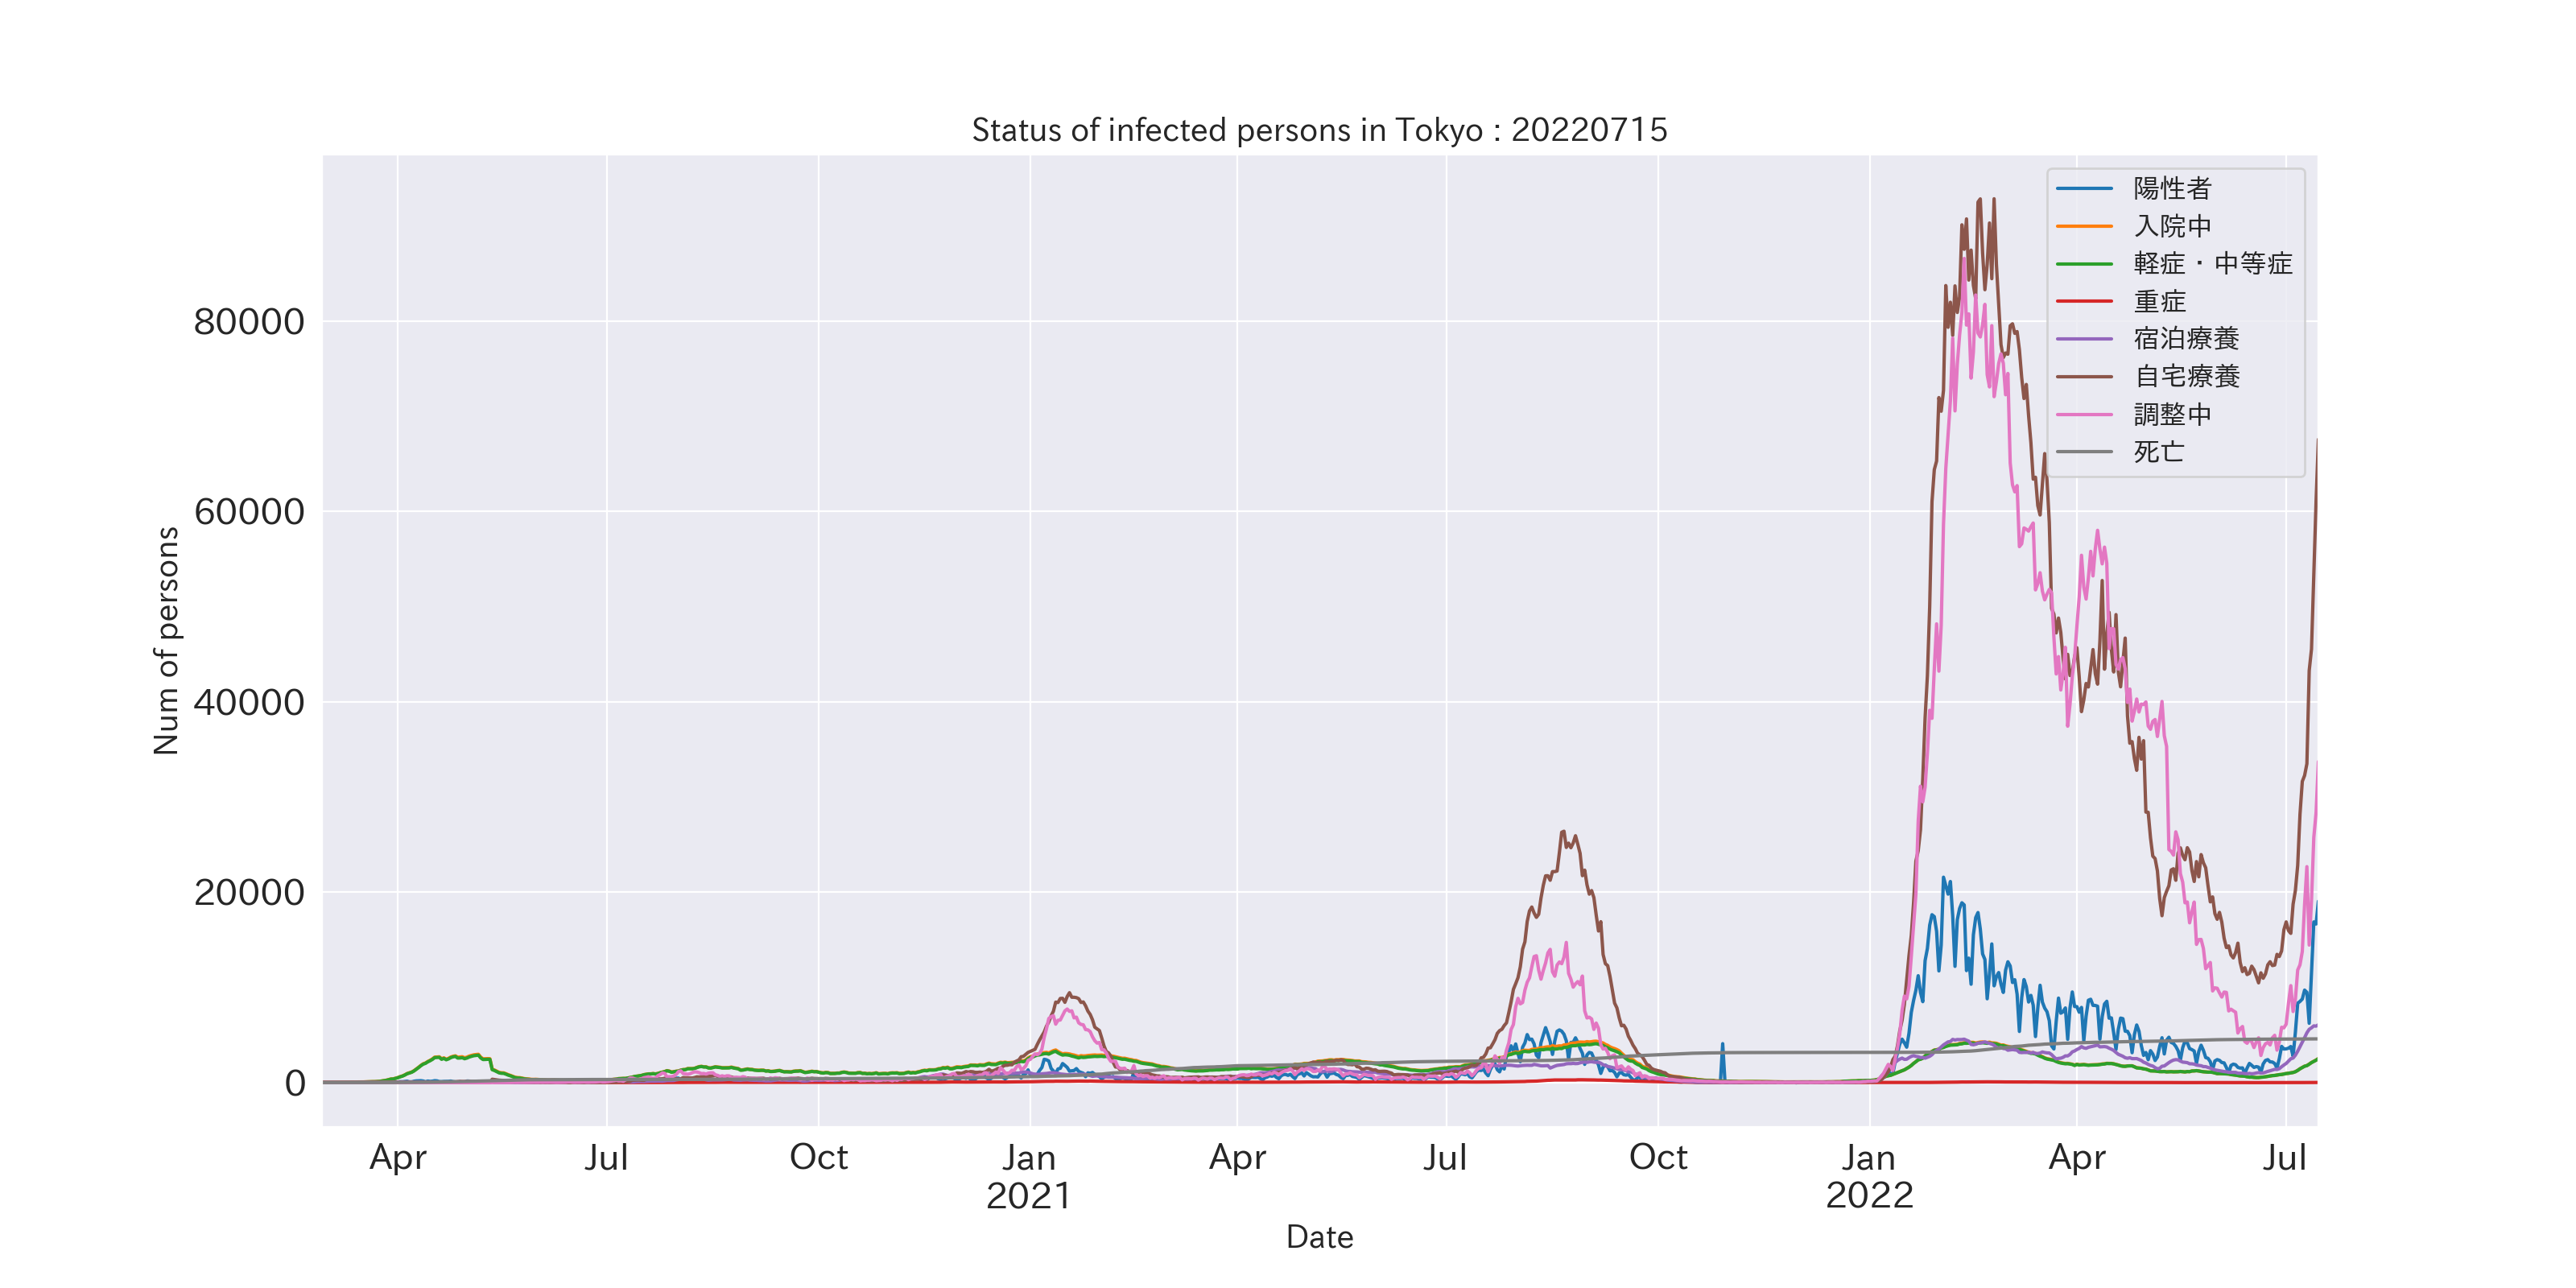 Status of infected persons in Tokyo : 20220715
陽性者
入院中
軽症・中等症
重症
宿泊療養
自宅療養
調整中
死亡
80000
60000
40000
20000
0
Num of persons
Apr Jul Oct Jan Apr Jul Oct Jan Apr Jul
2021 2022
Date